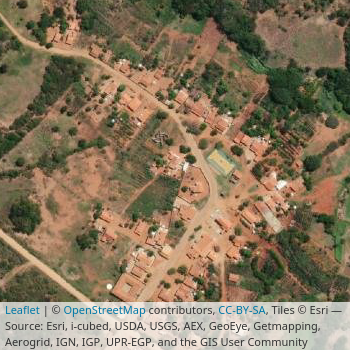 Leaflet | © OpenStreetMap contributors, CC-BY-SA, Tiles © Esri —
Source: Esri, i-cubed, USDA, USGS, AEX, GeoEye, Getmapping,
Aerogrid, IGN, IGP, UPR-EGP, and the GIS User Community